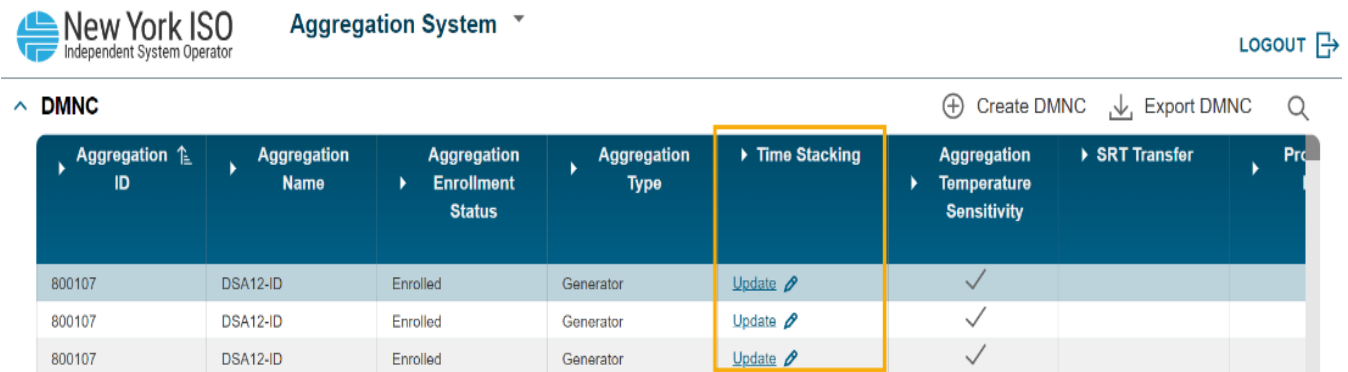 New York ISO
Independent System Operator
Aggregation System
LOGOUT
DMNC
Create DMNC
Export DMNC
Aggregation ID
Aggregation Name
Aggregation Enrollment Status
Aggregation Type
Time Stacking
Aggregation Temperature Sensitivity
SRT Transfer
800107 DSA12-ID Enrolled Generator Update
800107 DSA12-ID Enrolled Generator Update
800107 DSA12-ID Enrolled Generator Update